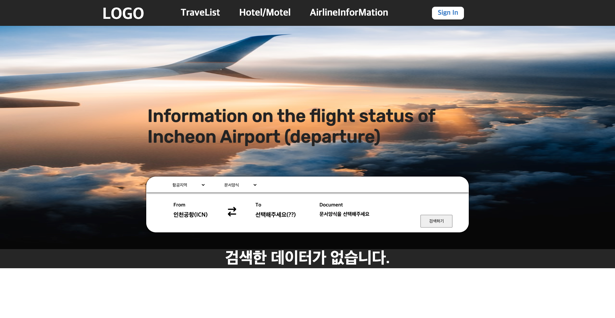 LOGO TraveList Hotel/Motel AirlineInforMation Sign In
Information on the flight status of
Incheon Airport (departure)
항공지역 문서양식
From To Document
인천공항(ICN) 선택해주세요(??) 문서양식을 선택해주세요
검색하기
검색한 데이터가 없습니다.